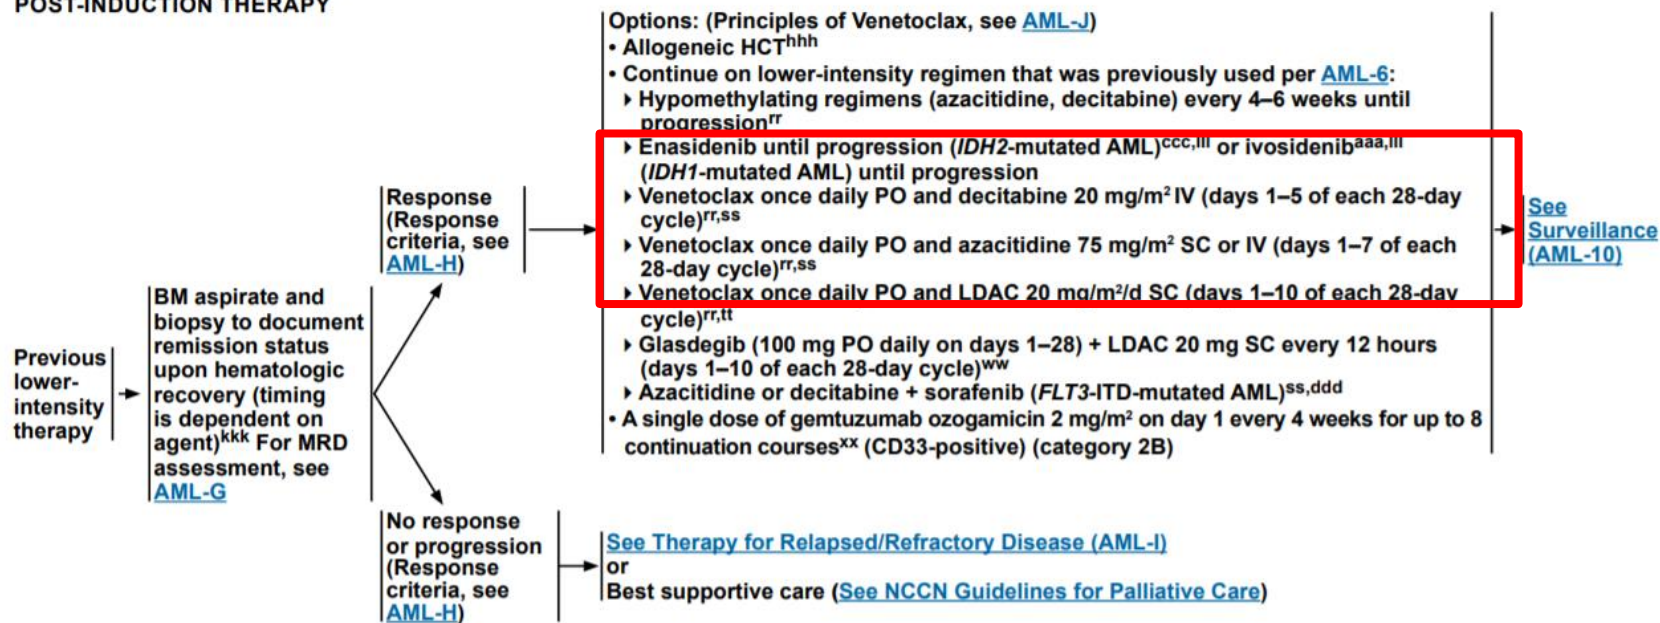 POST-INDUCTION THERAPY
Previous
lower-
intensity
therapy
BM aspirate and
biopsy to document
remission status
upon hematologic
recovery (timing
is dependent on
agent)kkk For MRD
assessment, see
AML-G
Response
(Response
criteria, see
AML-H)
Options: (Principles of Venetoclax, see AML-J)
• Allogeneic HCThhh
• Continue on lower-intensity regimen that was previously used per AML-6:
Hypomethylating regimens (azacitidine, decitabine) every 4–6 weeks until
progressionrr
Enasidenib until progression (IDH2-mutated AML)ccc,lll or ivosidenibaaa,lll
(IDH1-mutated AML) until progression
Venetoclax once daily PO and decitabine 20 mg/m² IV (days 1–5 of each 28-day
cycle)rr,ss
Venetoclax once daily PO and azacitidine 75 mg/m² SC or IV (days 1–7 of each
28-day cycle)rr,ss
Venetoclax once daily PO and LDAC 20 mg/m²/d SC (days 1–10 of each 28-day
cycle)rr,tt
Glasdegib (100 mg PO daily on days 1–28) + LDAC 20 mg SC every 12 hours
(days 1–10 of each 28-day cycle)ww
Azacitidine or decitabine + sorafenib (FLT3-ITD-mutated AML)ss,ddd
• A single dose of gemtuzumab ozogamicin 2 mg/m² on day 1 every 4 weeks for up to 8
continuation coursesxx (CD33-positive) (category 2B)
See
Surveillance
(AML-10)
No response
or progression
(Response
criteria, see
AML-H)
See Therapy for Relapsed/Refractory Disease (AML-I)
or
Best supportive care (See NCCN Guidelines for Palliative Care)